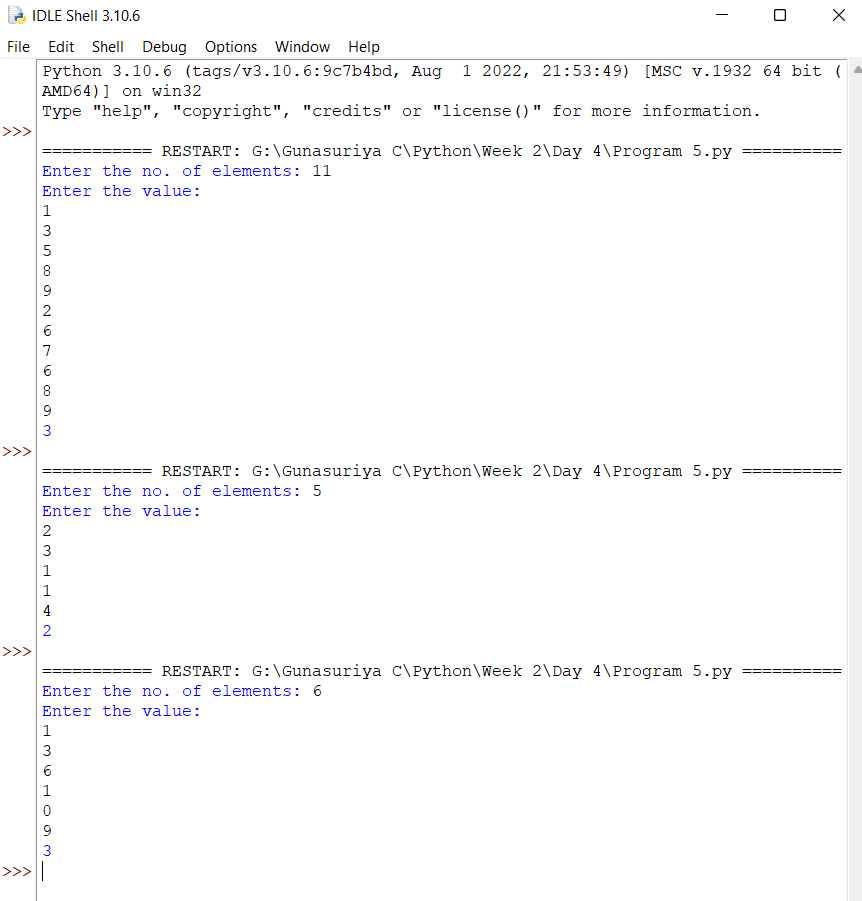 IDLE Shell 3.10.6
File Edit Shell Debug Options Window Help
Python 3.10.6 (tags/v3.10.6:9c7b4bd, Aug  1 2022, 21:53:49) [MSC v.1932 64 bit (
AMD64)] on win32
Type "help", "copyright", "credits" or "license()" for more information.
>>>
=========== RESTART: G:\Gunasuriya C\Python\Week 2\Day 4\Program 5.py ==========
Enter the no. of elements: 11
Enter the value:
1
3
5
8
9
2
6
7
6
8
9
3
>>>
=========== RESTART: G:\Gunasuriya C\Python\Week 2\Day 4\Program 5.py ==========
Enter the no. of elements: 5
Enter the value:
2
3
1
1
4
2
>>>
=========== RESTART: G:\Gunasuriya C\Python\Week 2\Day 4\Program 5.py ==========
Enter the no. of elements: 6
Enter the value:
1
3
6
1
0
9
3
>>>